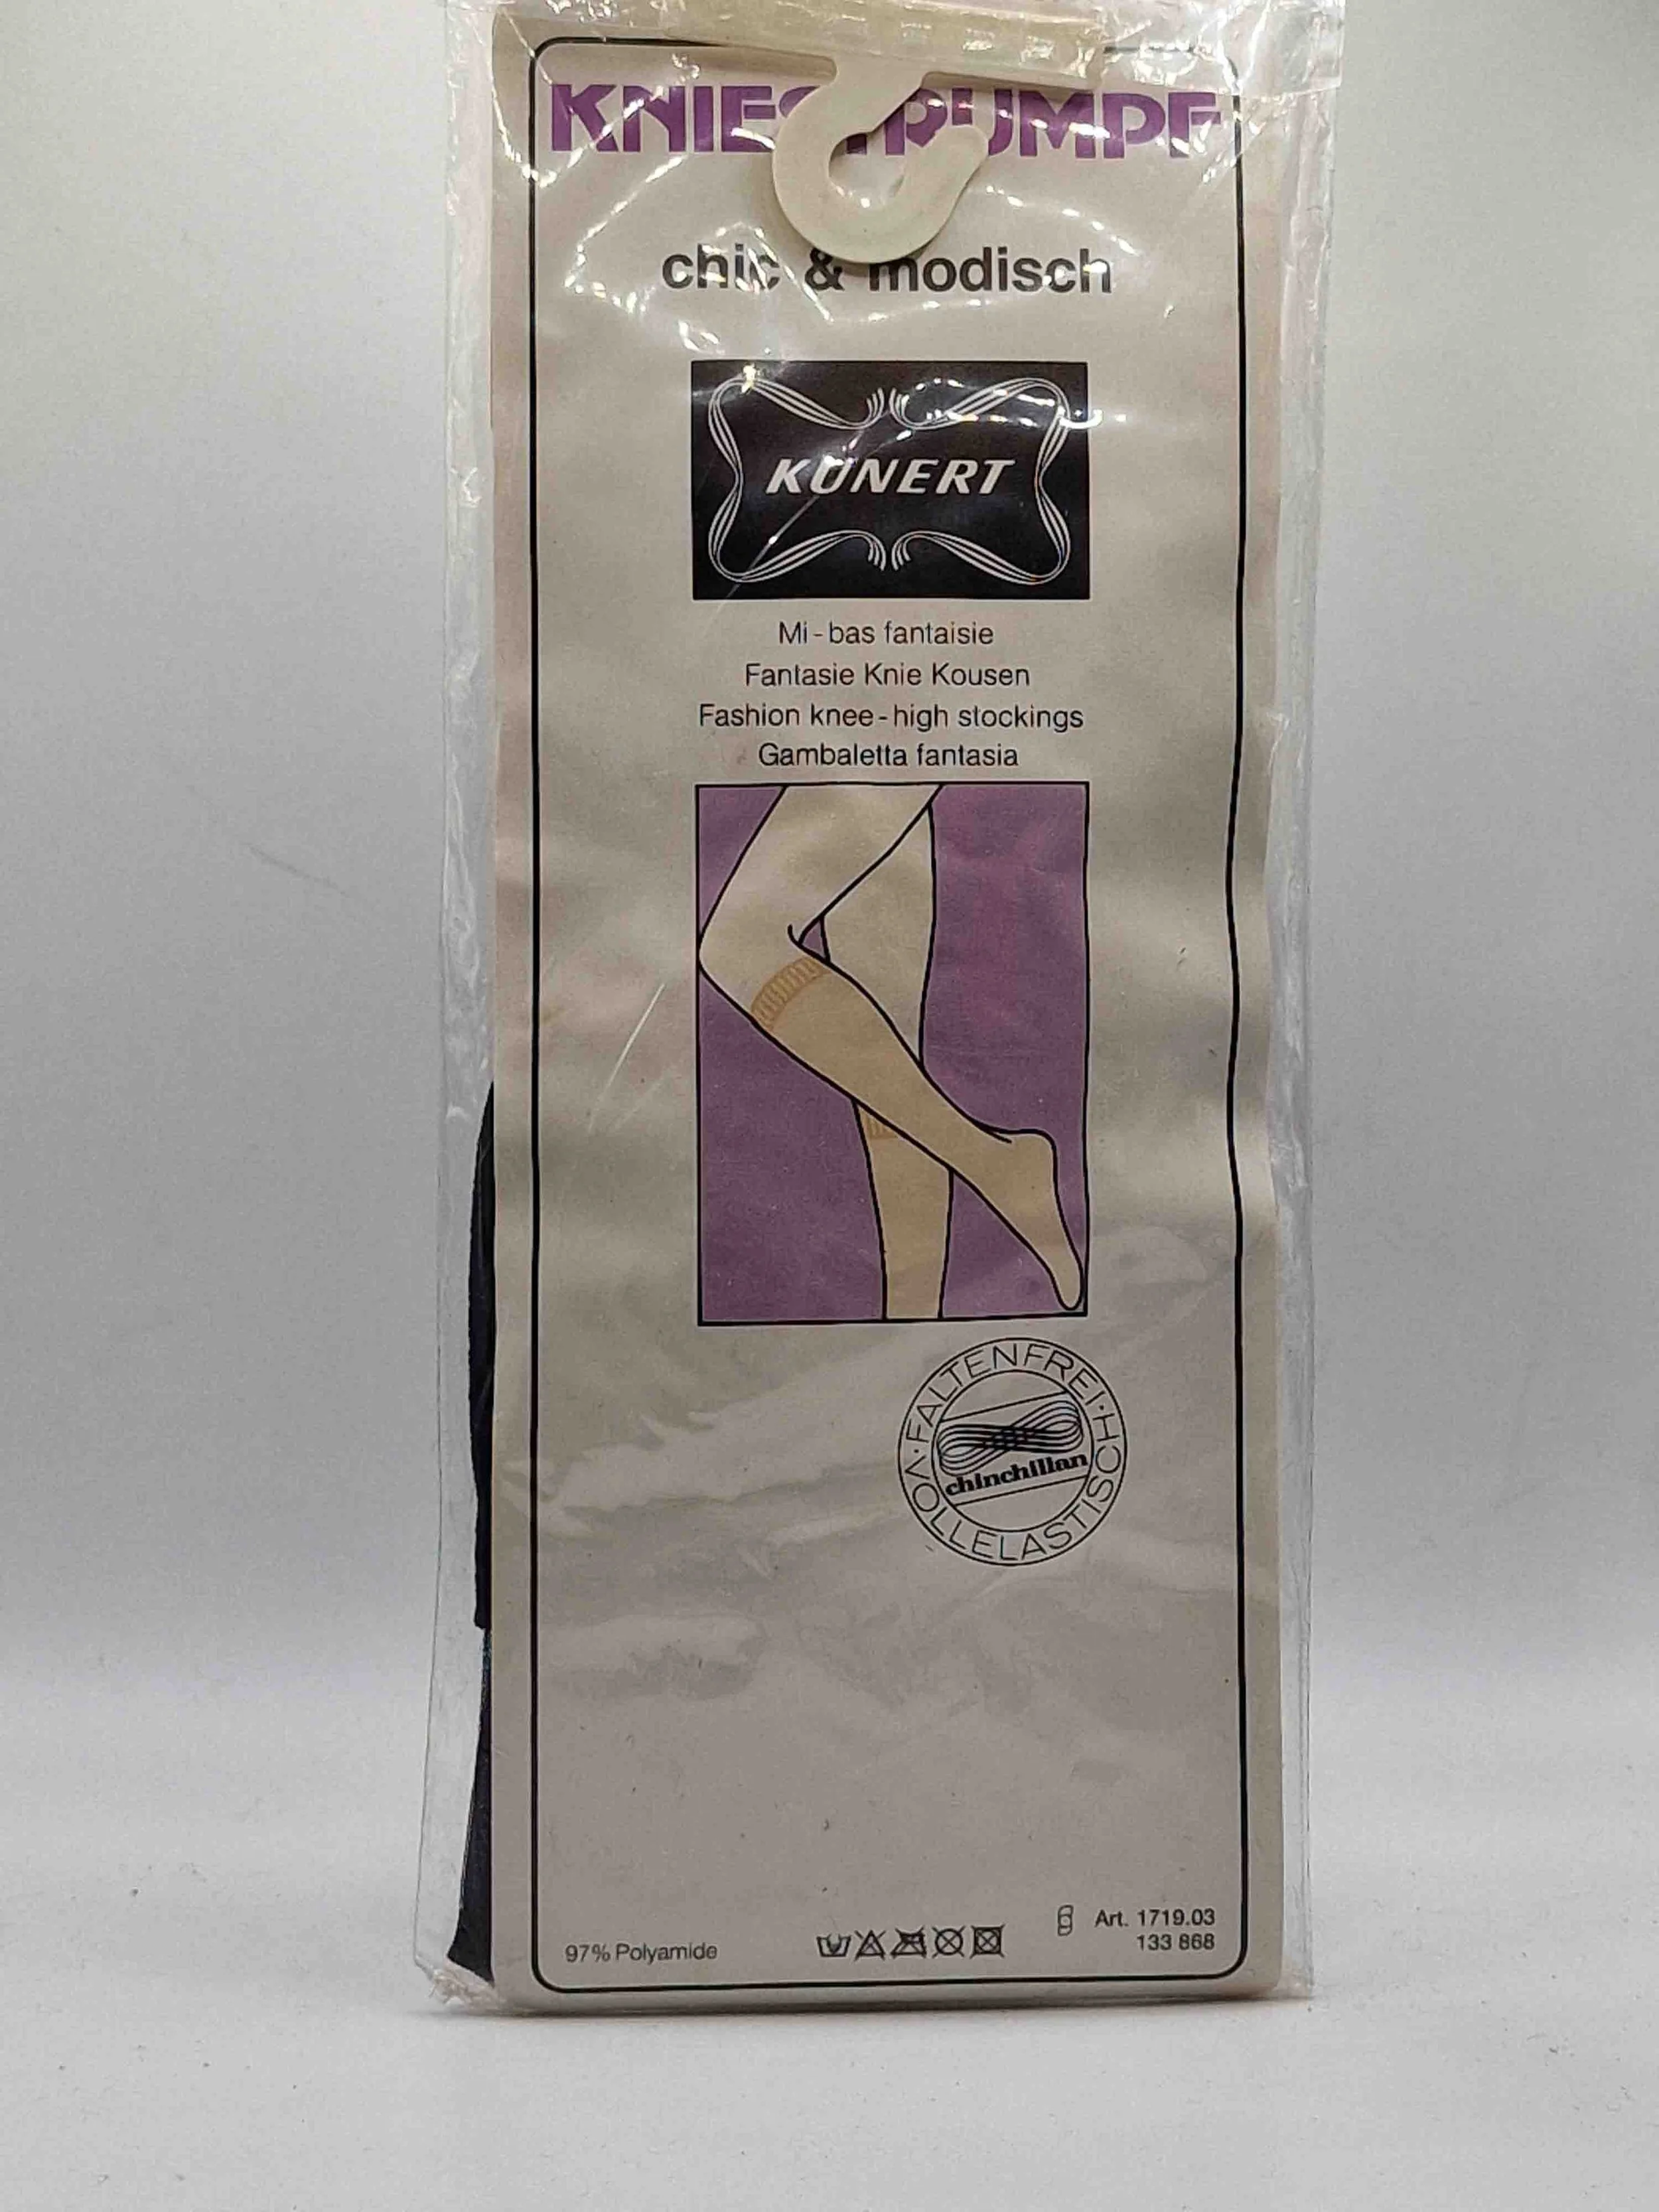 KNIESTRUMPF
chic & modisch
KUNERT
Mi-bas fantaisie
Fantasie Knie Kousen
Fashion knee-high stockings
Gambaletta fantasia
FALTENFREI · HOCHELASTISCH
chinchillan
97% Polyamide
Art. 1719.03
133 868